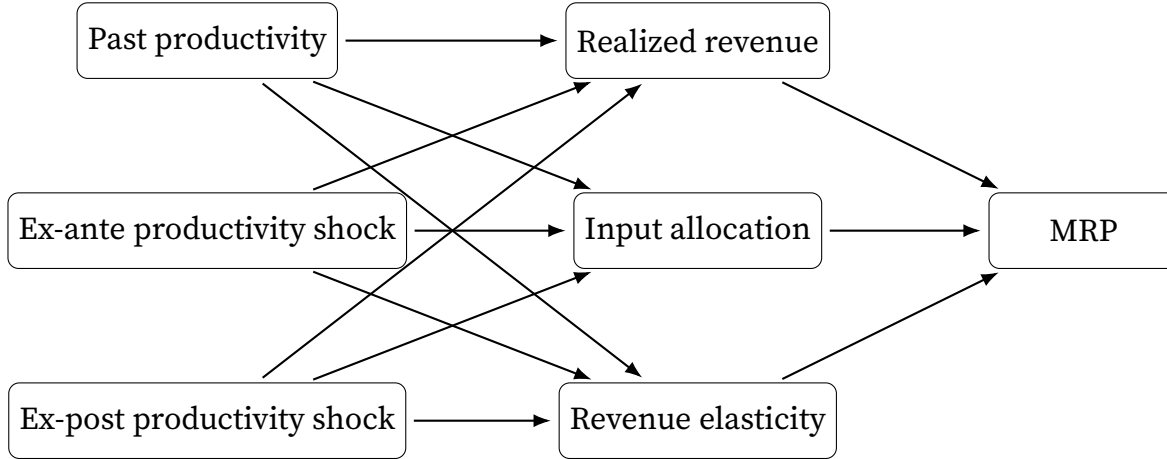 Past productivity
Realized revenue
Ex-ante productivity shock
Input allocation
MRP
Ex-post productivity shock
Revenue elasticity